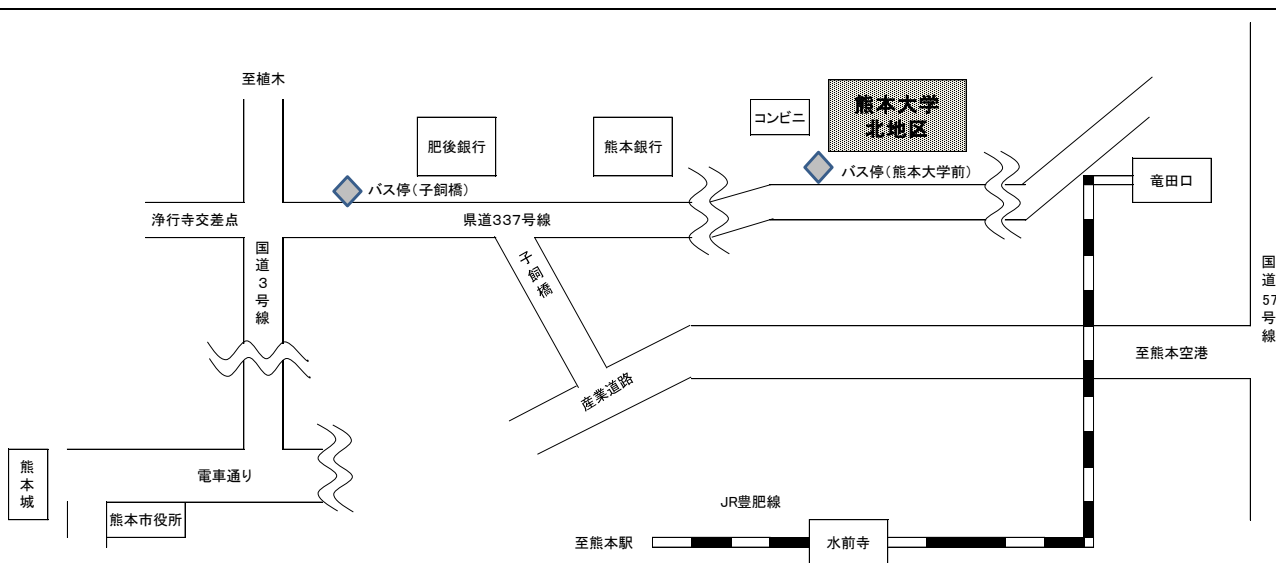 至植木
コンビニ
熊本大学
北地区
肥後銀行
熊本銀行
バス停(熊本大学前)
竜田口
バス停(子飼橋)
浄行寺交差点
県道337号線
国道3号線
子飼橋
国道57号線
至熊本空港
産業道路
熊本城
電車通り
熊本市役所
JR豊肥線
至熊本駅
水前寺